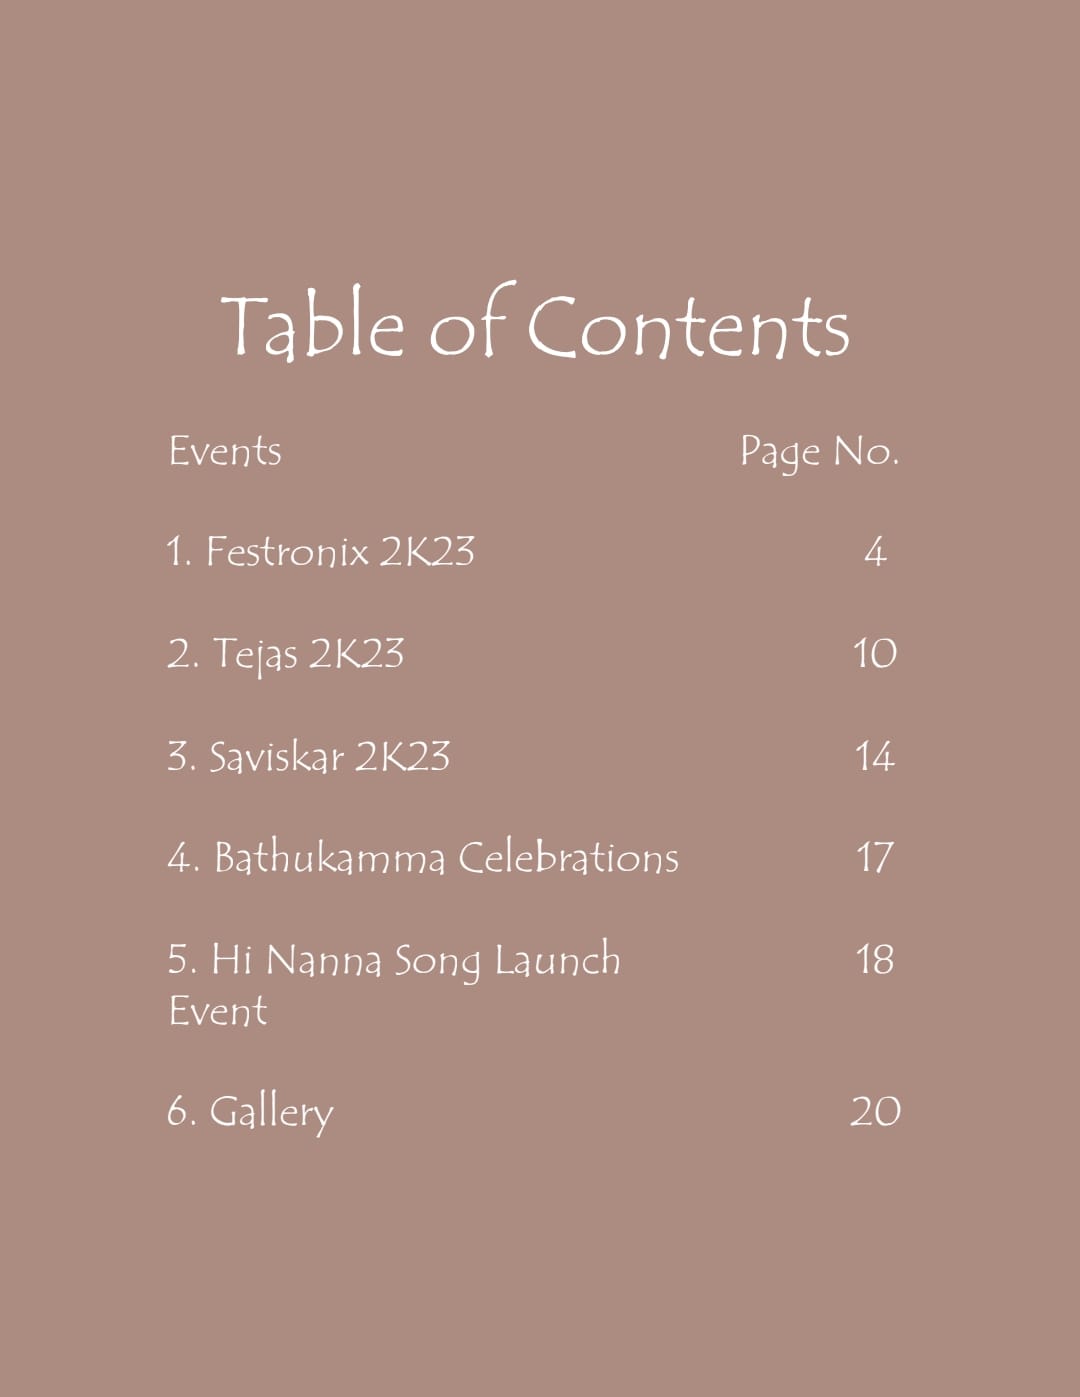 Table of Contents
Events Page No.
1. Festronix 2K23 4
2. Tejas 2K23 10
3. Saviskar 2K23 14
4. Bathukamma Celebrations 17
5. Hi Nanna Song Launch 18
Event
6. Gallery 20